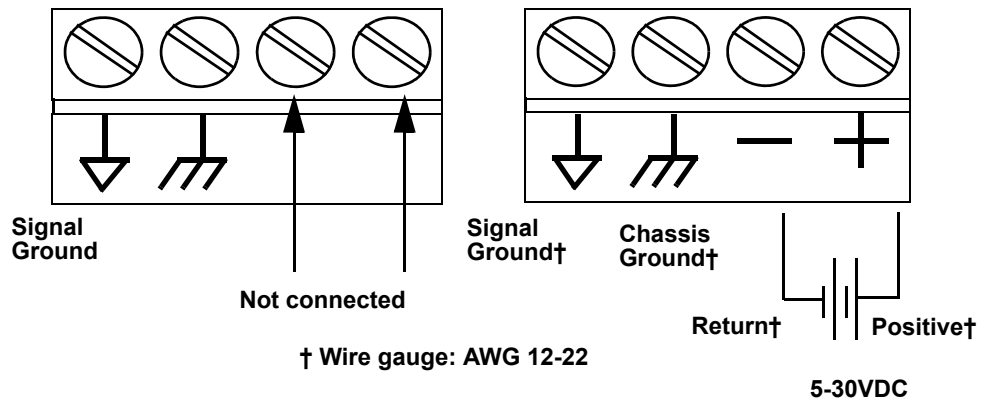 Signal
Ground
Not connected
Signal
Ground†
Chassis
Ground†
Return†
Positive†
† Wire gauge: AWG 12-22
5-30VDC